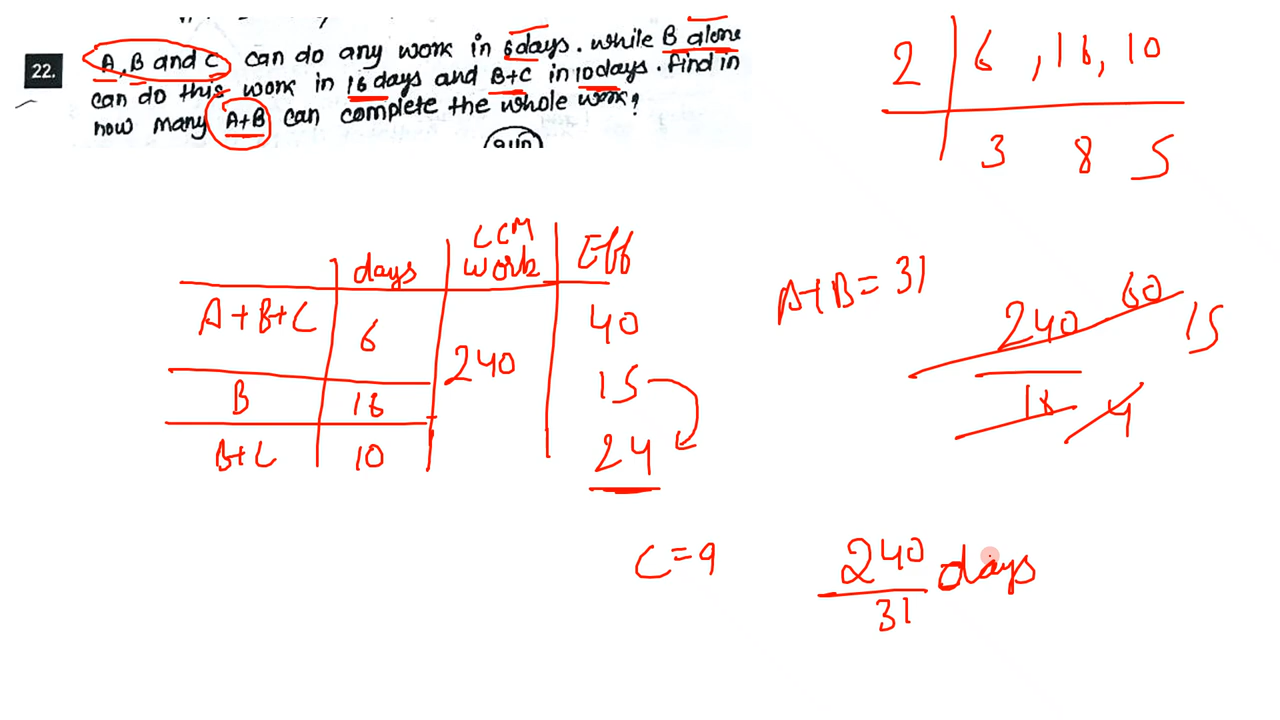 22. A, B and C can do any work in 6 days. while B alone
can do this work in 16 days and B+C in 10 days. Find in
how many A+B can complete the whole work?
2 | 6, 16, 10
3 8 5
days LCM work Eff
A+B+C 6 240 40
B 16 15
B+C 10 24
A+B = 31
240 60 15
16 4
C = 9
240/31 days